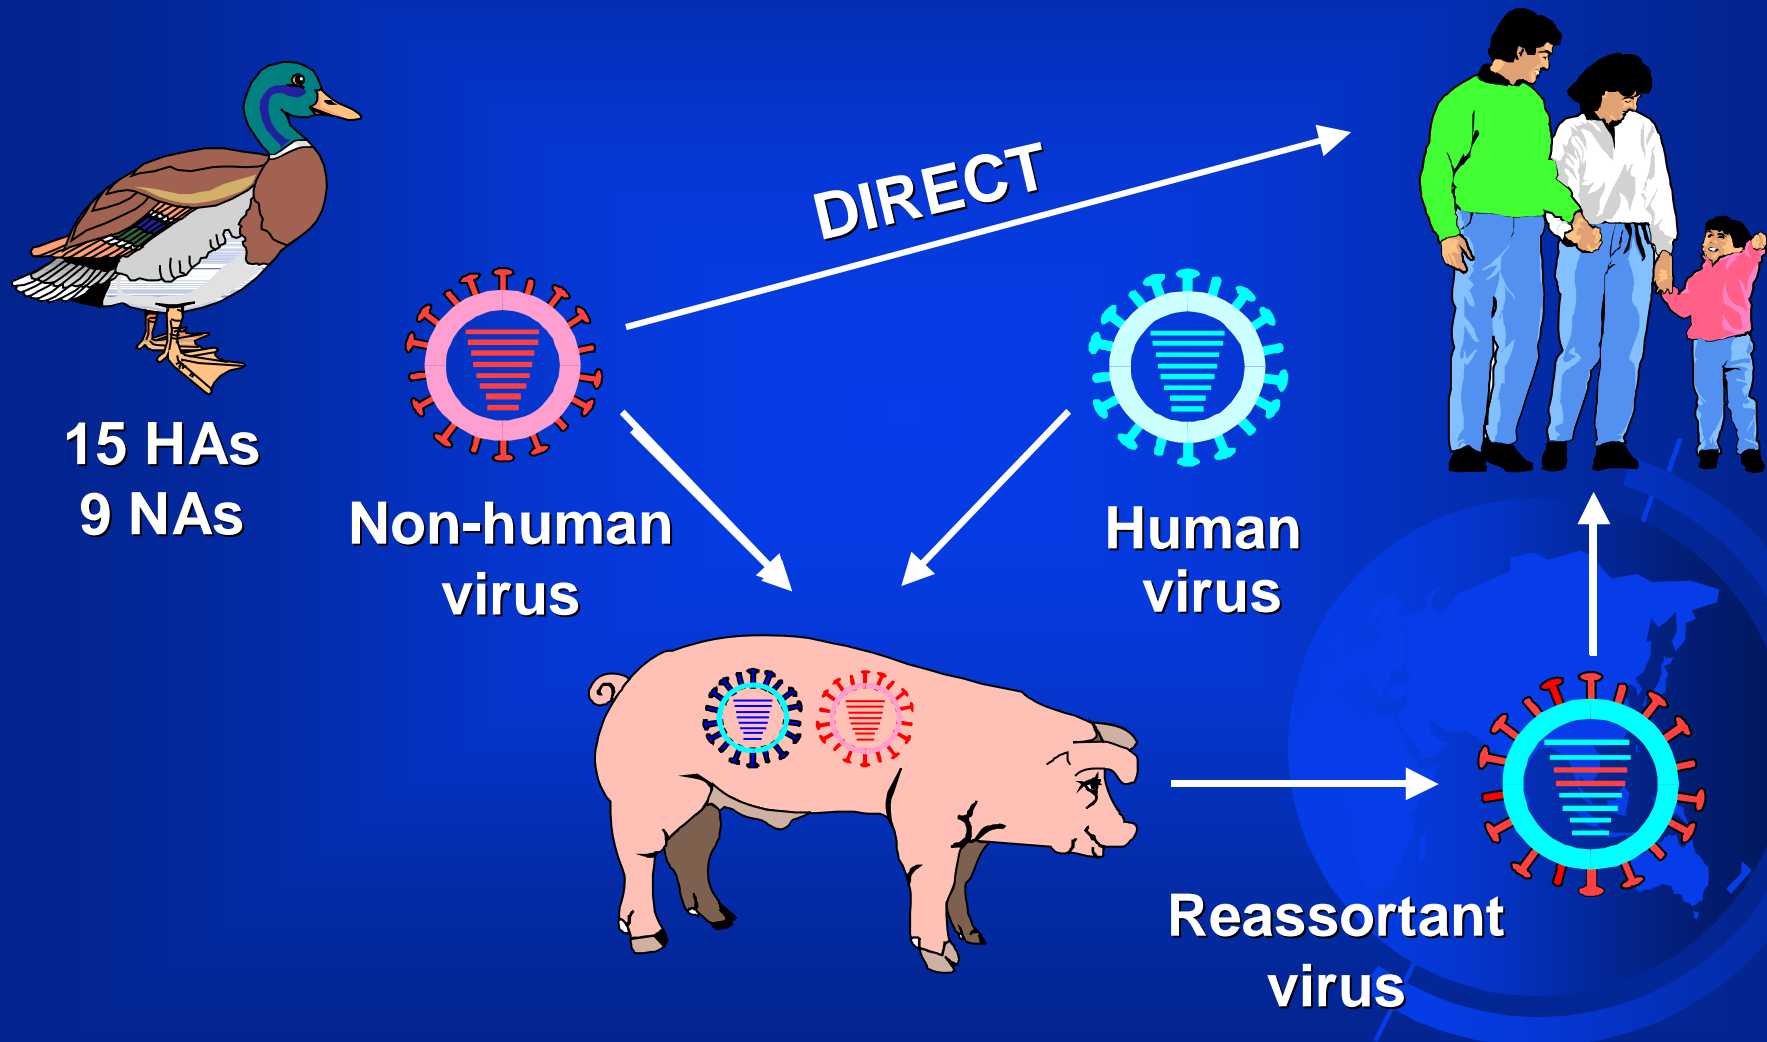 DIRECT
15 HAs
9 NAs
Non-human
virus
Human
virus
Reassortant
virus